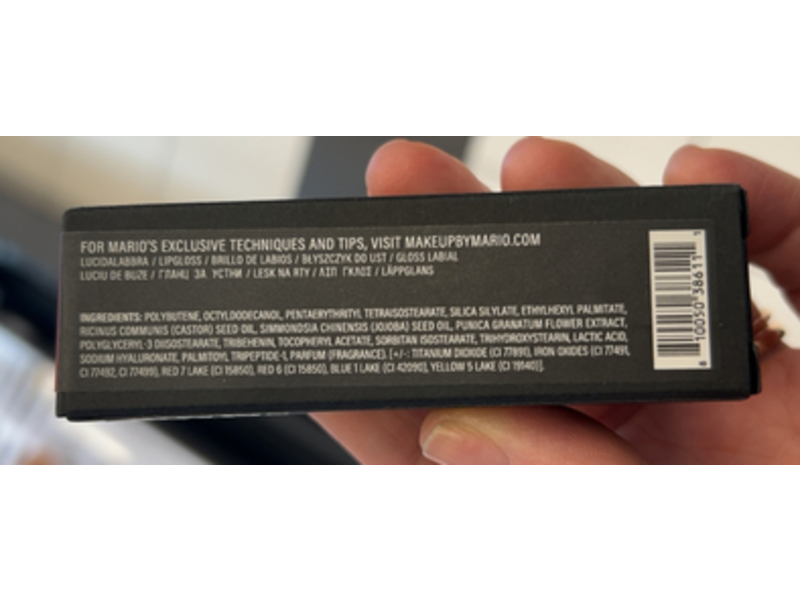 FOR MARIO'S EXCLUSIVE TECHNIQUES AND TIPS, VISIT MAKEUPBYMARIO.COM
LUCIDALABBRA / LIPGLOSS / BRILLO DE LABIOS / BŁYSZCZYK DO UST / GLOSS LABIAL
LUCIU DE BUZE / ГЛАНЦ ЗА УСТНИ / LESK NA RTY / ΛΙΠ ΓΚΛΟΣ / LÄPPGLANS
INGREDIENTS: POLYBUTENE, OCTYLDODECANOL, PENTAERYTHRITYL TETRAISOSTEARATE, SILICA SILYLATE, ETHYLHEXYL PALMITATE,
RICINUS COMMUNIS (CASTOR) SEED OIL, SIMMONDSIA CHINENSIS (JOJOBA) SEED OIL, PUNICA GRANATUM FLOWER EXTRACT,
POLYGLYCERYL-3 DIISOSTEARATE, TRIBEHENIN, TOCOPHERYL ACETATE, SORBITAN ISOSTEARATE, TRIHYDROXYSTEARIN, LACTIC ACID,
SODIUM HYALURONATE, PALMITOYL TRIPEPTIDE-1, PARFUM (FRAGRANCE). [+/-: TITANIUM DIOXIDE (CI 77891), IRON OXIDES (CI 77491,
CI 77492, CI 77499), RED 7 LAKE (CI 15850), RED 6 (CI 15850), BLUE 1 LAKE (CI 42090), YELLOW 5 LAKE (CI 19140)].
8 10050 38611 1